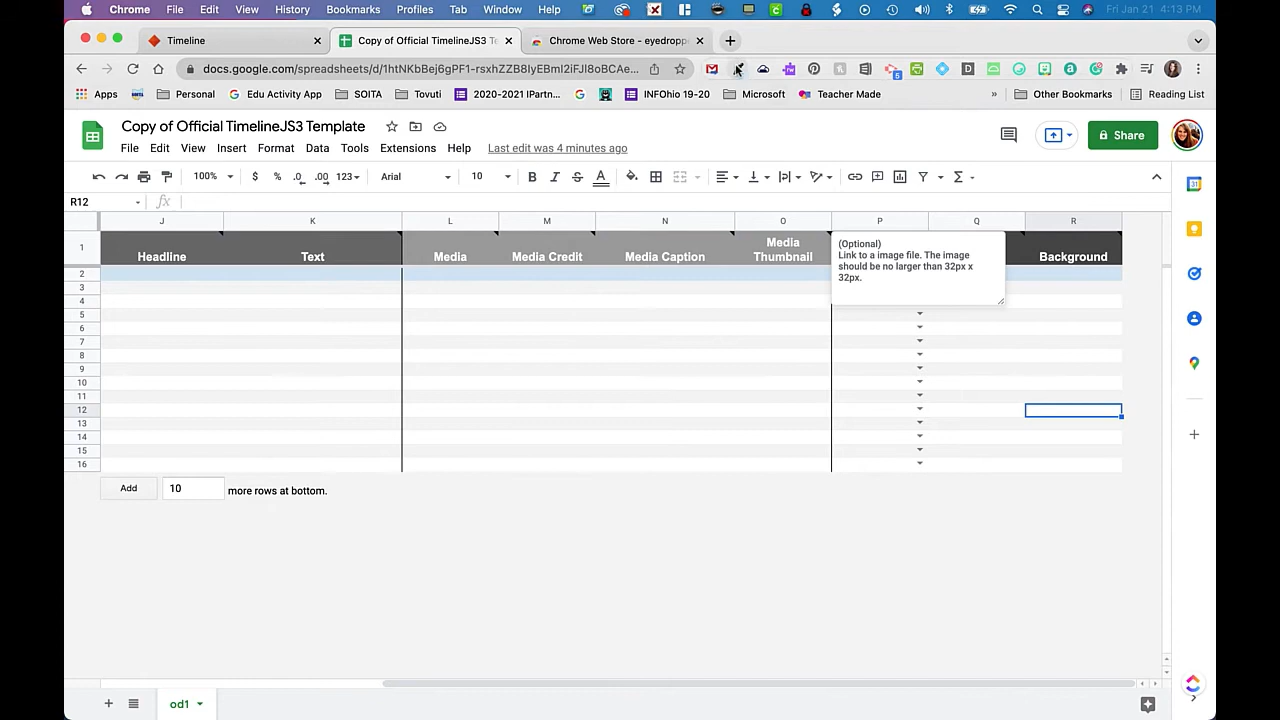 Chrome File Edit View History Bookmarks Profiles Tab Window Help Fri Jan 21 4:13 PM
Timeline
Copy of Official TimelineJS3 Te
Chrome Web Store - eyedroppe
docs.google.com/spreadsheets/d/1htNKbBej6gPF1-rsxhZZB8IyEBmI2iFJI8oBCAe...
Apps Personal Edu Activity App SOITA Tovuti 2020-2021 IPartn... INFOhio 19-20 Microsoft Teacher Made » Other Bookmarks Reading List
Copy of Official TimelineJS3 Template
File Edit View Insert Format Data Tools Extensions Help Last edit was 4 minutes ago
Share
100% $ % .0 .00 123 Arial 10 B I S A
R12 fx
J K L M N O P Q R
1 Headline Text Media Media Credit Media Caption Media Thumbnail Background
(Optional)
Link to a image file. The image
should be no larger than 32px x
32px.
2
3
4
5
6
7
8
9
10
11
12
13
14
15
16
Add 10 more rows at bottom.
od1
31
5